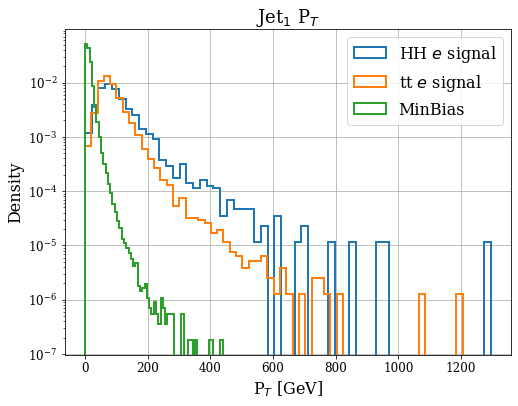 Jet₁ P_T
HH e signal
tt e signal
MinBias
Density
10⁻²
10⁻³
10⁻⁴
10⁻⁵
10⁻⁶
10⁻⁷
0 200 400 600 800 1000 1200
P_T [GeV]